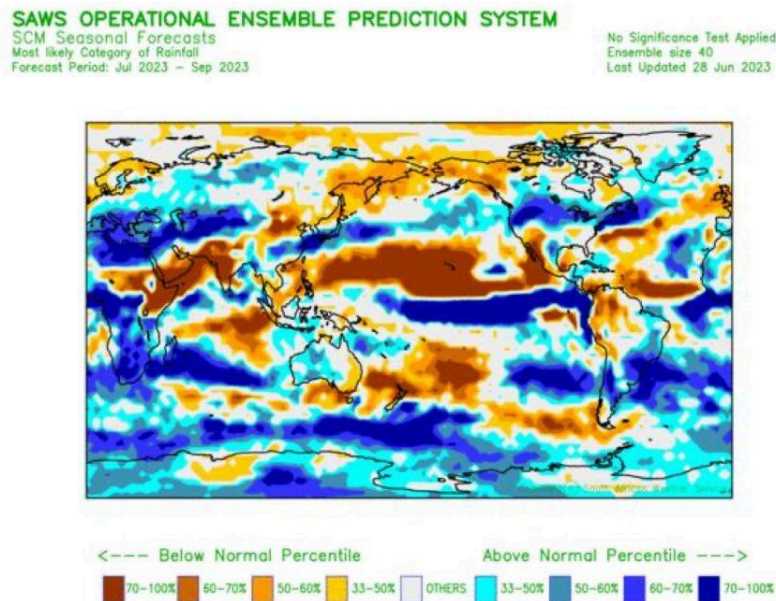 SAWS OPERATIONAL ENSEMBLE PREDICTION SYSTEM
SCM Seasonal Forecasts
Most likely Category of Rainfall
Forecast Period: Jul 2023 – Sep 2023
No Significance Test Applied
Ensemble size 40
Last Updated 28 Jun 2023
<--- Below Normal Percentile
Above Normal Percentile --->
70-100% 60-70% 50-60% 33-50% OTHERS 33-50% 50-60% 60-70% 70-100%